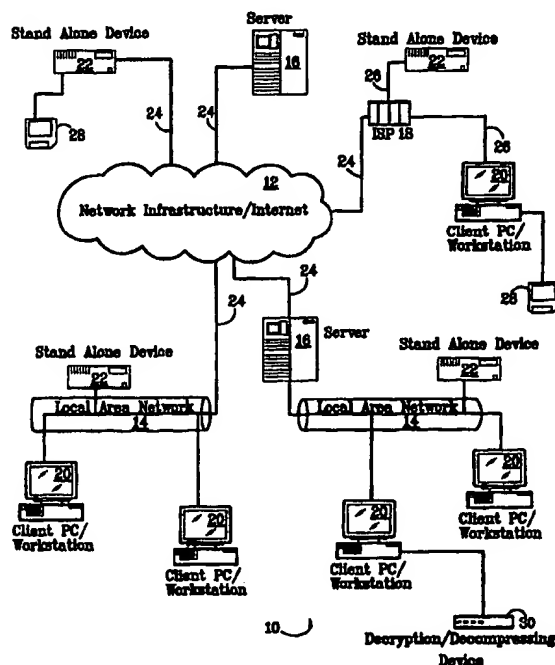 Server
Stand Alone Device
22
16
Stand Alone Device
22
28
24
24
26
ISP 18
24
26
12
Network Infrastructure/Internet
20
Client PC/
Workstation
28
24
24
16
Server
Stand Alone Device
22
Stand Alone Device
22
Local Area Network
14
Local Area Network
14
20
Client PC/
Workstation
20
Client PC/
Workstation
20
Client PC/
Workstation
20
Client PC/
Workstation
10
30
Decryption/Decompressing
Device